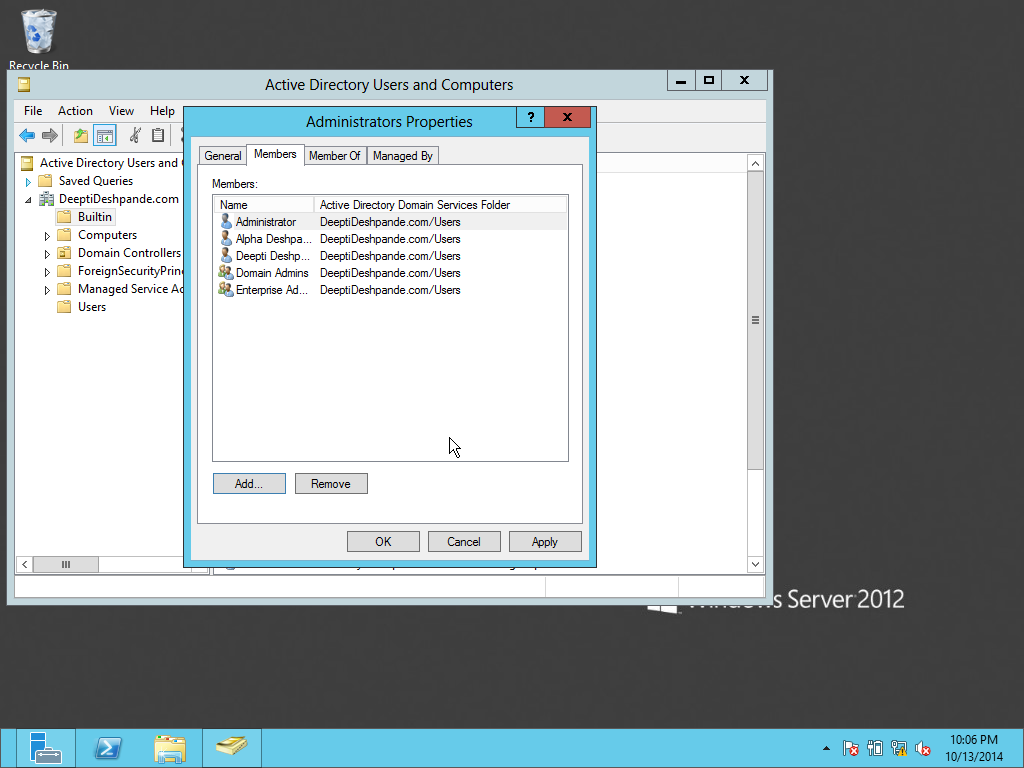 Recycle Bin
Active Directory Users and Computers
File Action View Help
Active Directory Users and
Saved Queries
DeeptiDeshpande.com
Builtin
Computers
Domain Controllers
ForeignSecurityPrinc
Managed Service Ac
Users
Administrators Properties
?
General Members Member Of Managed By
Members:
Name Active Directory Domain Services Folder
Administrator DeeptiDeshpande.com/Users
Alpha Deshpa... DeeptiDeshpande.com/Users
Deepti Deshp... DeeptiDeshpande.com/Users
Domain Admins DeeptiDeshpande.com/Users
Enterprise Ad... DeeptiDeshpande.com/Users
Add... Remove
OK Cancel Apply
Server 2012
10:06 PM
10/13/2014